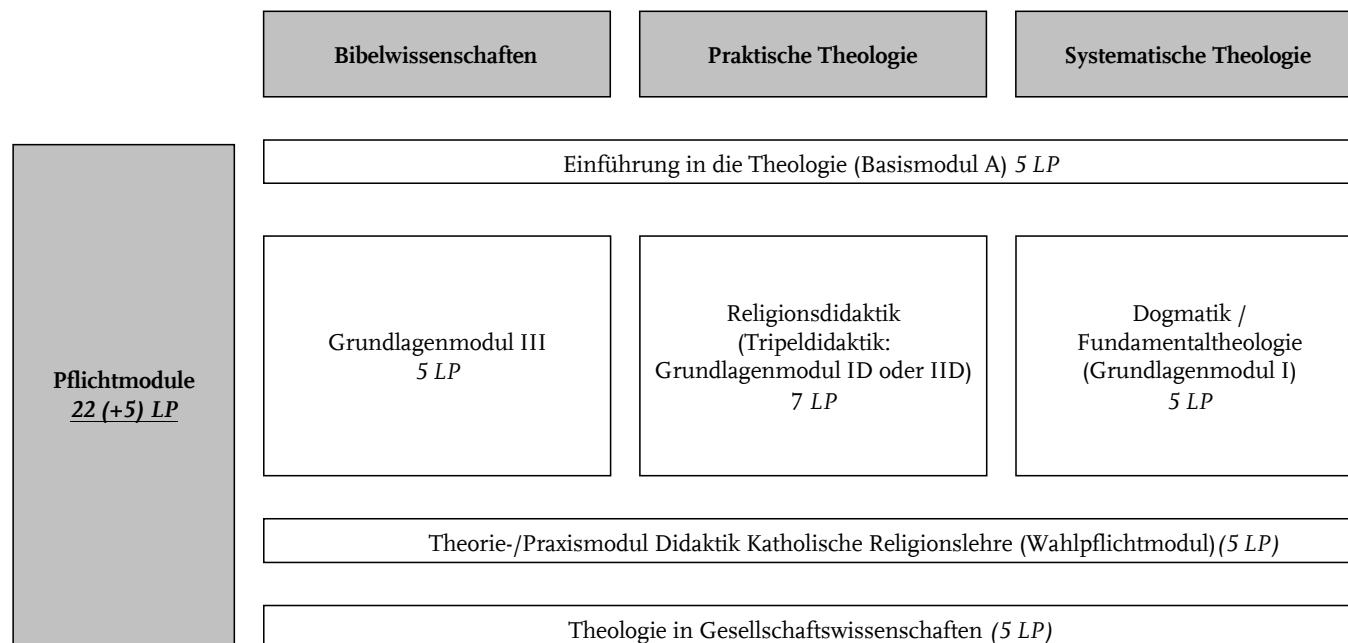 Bibelwissenschaften
Praktische Theologie
Systematische Theologie
Einführung in die Theologie (Basismodul A) 5 LP
Pflichtmodule
22 (+5) LP
Grundlagenmodul III
5 LP
Religionsdidaktik
(Tripeldidaktik:
Grundlagenmodul ID oder IID)
7 LP
Dogmatik /
Fundamentaltheologie
(Grundlagenmodul I)
5 LP
Theorie-/Praxismodul Didaktik Katholische Religionslehre (Wahlpflichtmodul)(5 LP)
Theologie in Gesellschaftswissenschaften (5 LP)